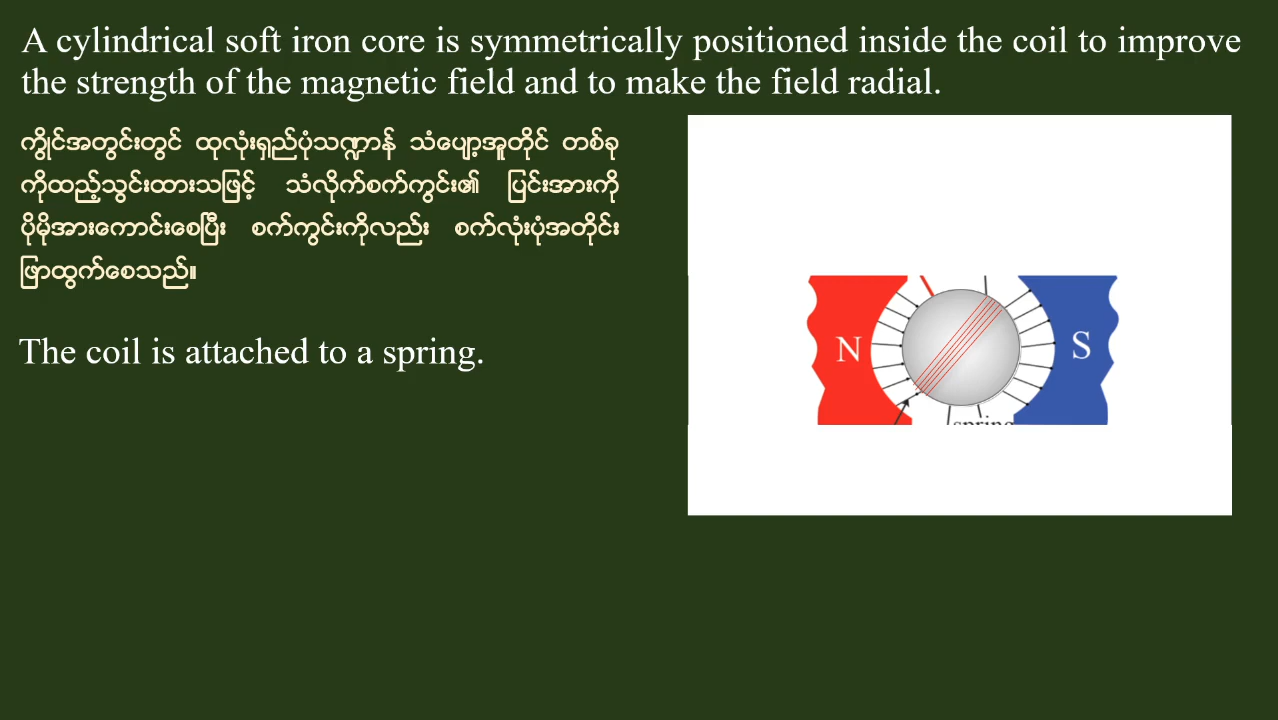 A cylindrical soft iron core is symmetrically positioned inside the coil to improve
the strength of the magnetic field and to make the field radial.
ကွိုင်အတွင်းတွင် ထုလုံးရှည်ပုံသဏ္ဍာန် သံပျော့အူတိုင် တစ်ခု
ကိုထည့်သွင်းထားသဖြင့် သံလိုက်စက်ကွင်း၏ ပြင်းအားကို
ပိုမိုအားကောင်းစေပြီး စက်ကွင်းကိုလည်း စက်လုံးပုံအတိုင်း
ဖြာထွက်စေသည်။
The coil is attached to a spring.
N
S
spring